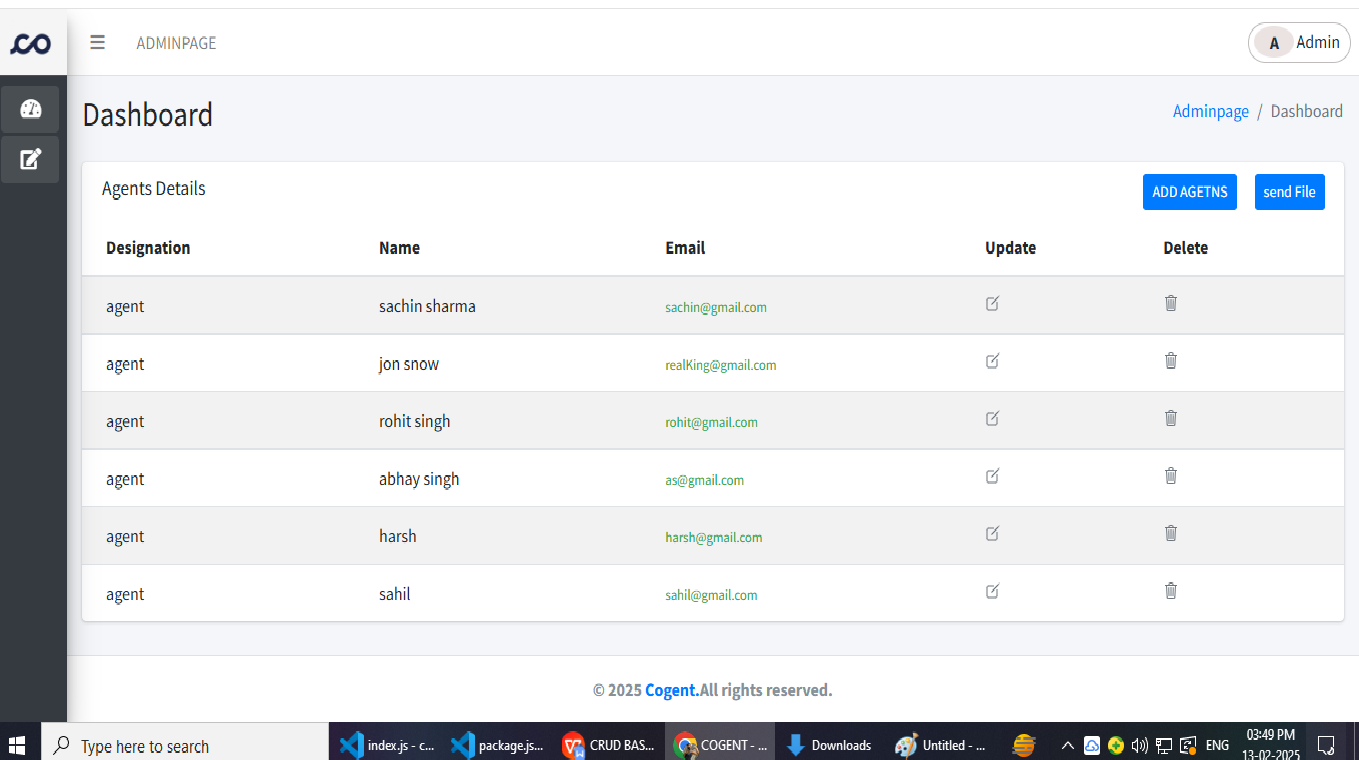 CO
ADMINPAGE
A Admin
Dashboard
Adminpage / Dashboard
Agents Details
ADD AGETNS
send File
Designation Name Email Update Delete
agent sachin sharma sachin@gmail.com
agent jon snow realKing@gmail.com
agent rohit singh rohit@gmail.com
agent abhay singh as@gmail.com
agent harsh harsh@gmail.com
agent sahil sahil@gmail.com
© 2025 Cogent.All rights reserved.
Type here to search
index.js - c...
package.js...
CRUD BAS...
COGENT - ...
Downloads
Untitled - ...
ENG
03:49 PM
13-02-2025